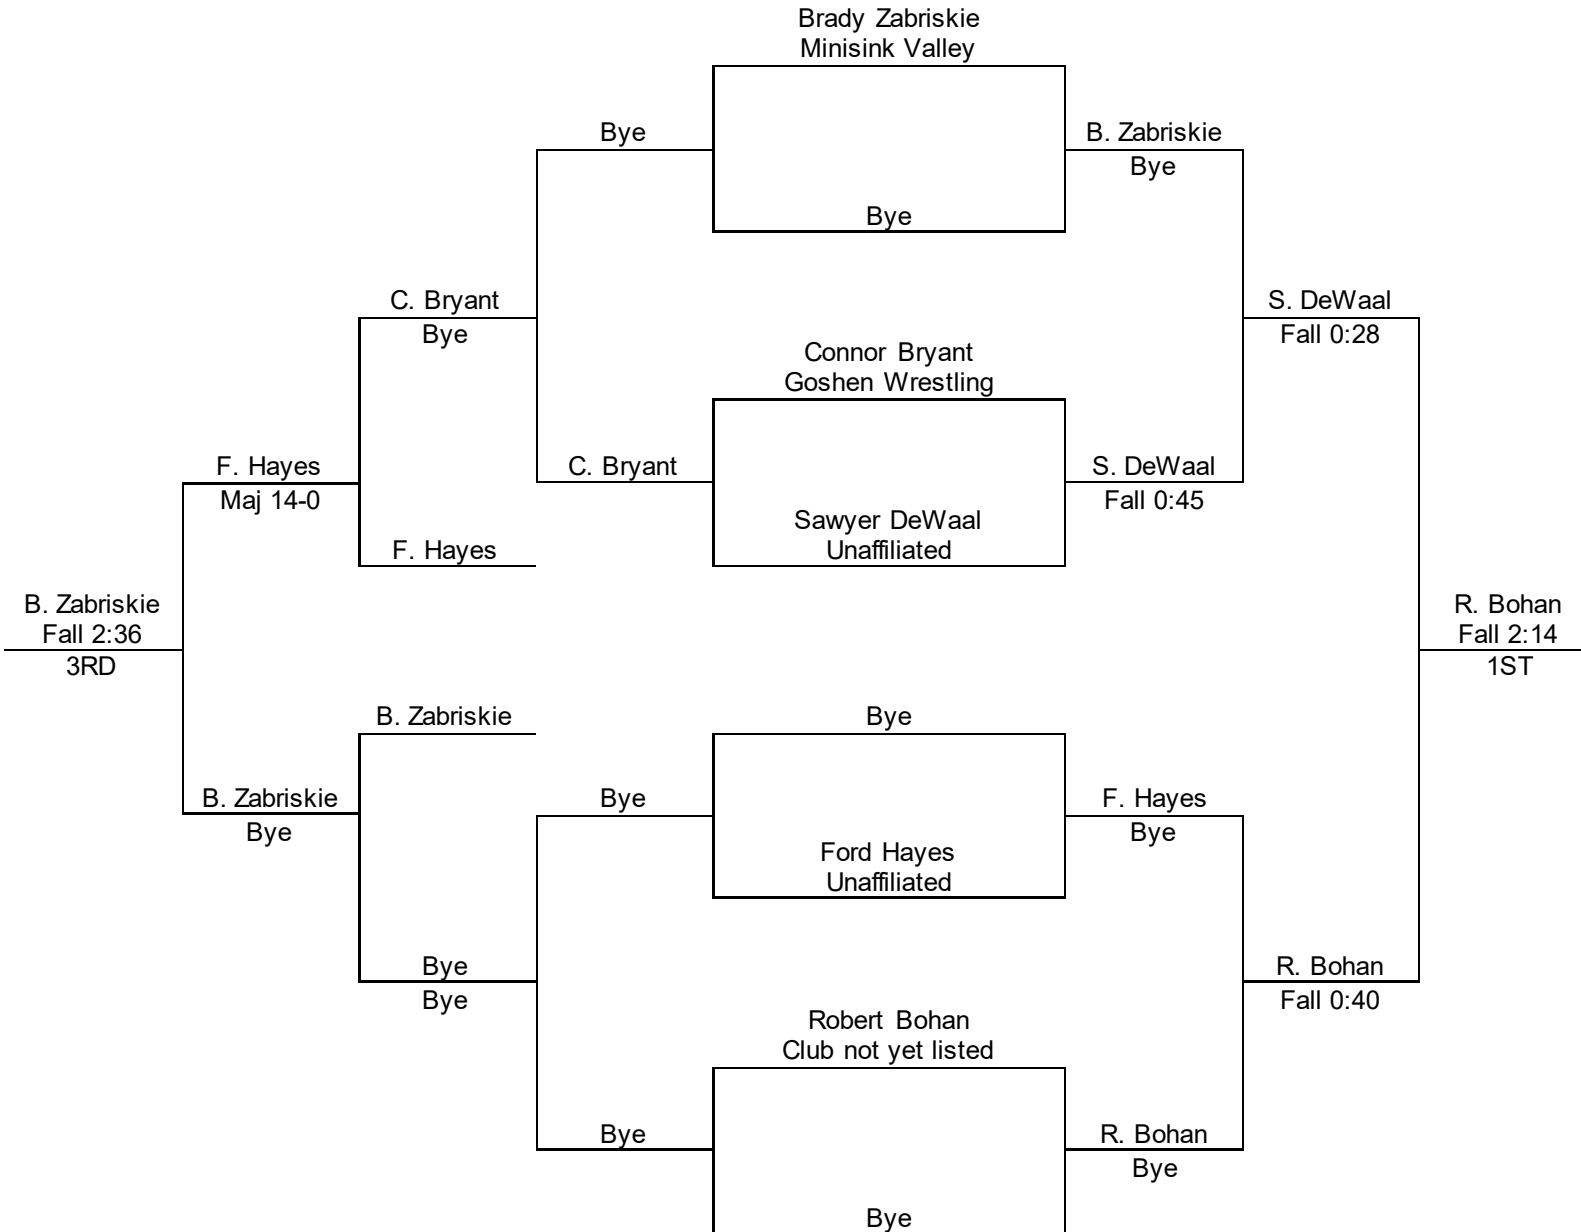 Brady Zabriskie
Minisink Valley
Bye
B. Zabriskie
Bye
Bye
C. Bryant
Bye
S. DeWaal
Fall 0:28
Connor Bryant
Goshen Wrestling
F. Hayes
Maj 14-0
C. Bryant
S. DeWaal
Fall 0:45
Sawyer DeWaal
Unaffiliated
F. Hayes
B. Zabriskie
Fall 2:36
3RD
R. Bohan
Fall 2:14
1ST
B. Zabriskie
Bye
B. Zabriskie
Bye
Bye
F. Hayes
Bye
Ford Hayes
Unaffiliated
Bye
Bye
R. Bohan
Fall 0:40
Robert Bohan
Club not yet listed
Bye
R. Bohan
Bye
Bye